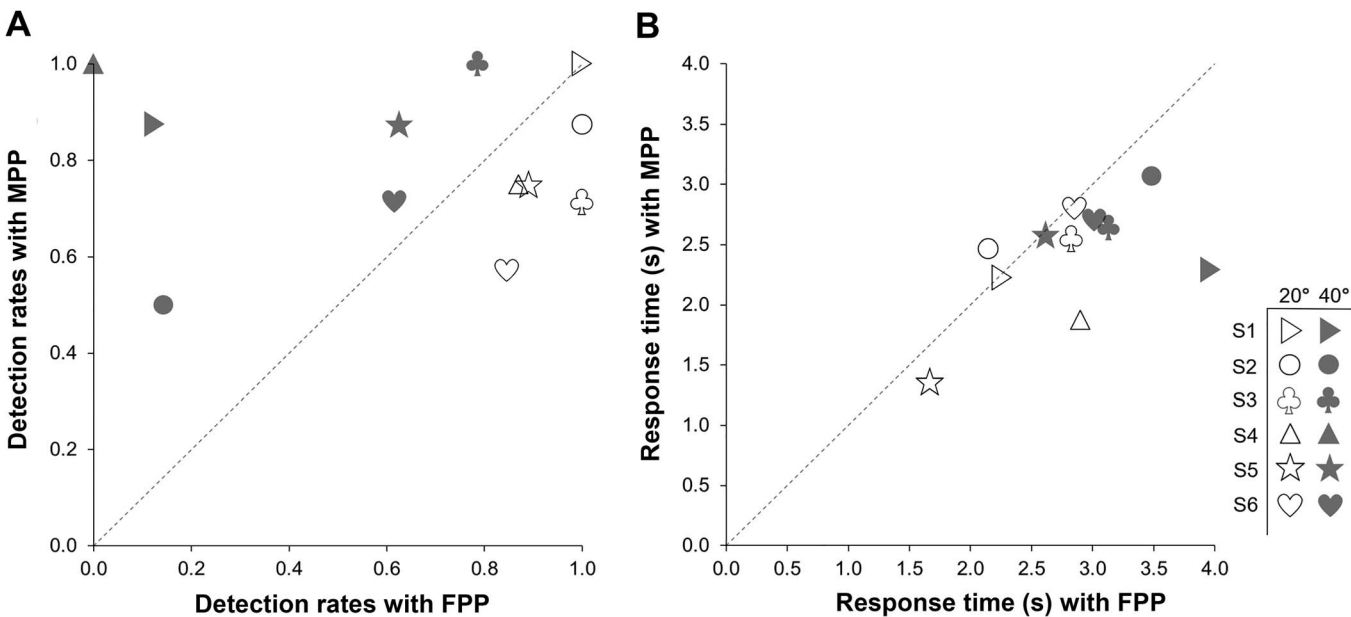 A
Detection rates with MPP
1.0
0.8
0.6
0.4
0.2
0.0
0.0 0.2 0.4 0.6 0.8 1.0
Detection rates with FPP
B
Response time (s) with MPP
4.0
3.5
3.0
2.5
2.0
1.5
1.0
0.5
0.0
0.0 0.5 1.0 1.5 2.0 2.5 3.0 3.5 4.0
Response time (s) with FPP
20° 40°
S1
S2
S3
S4
S5
S6